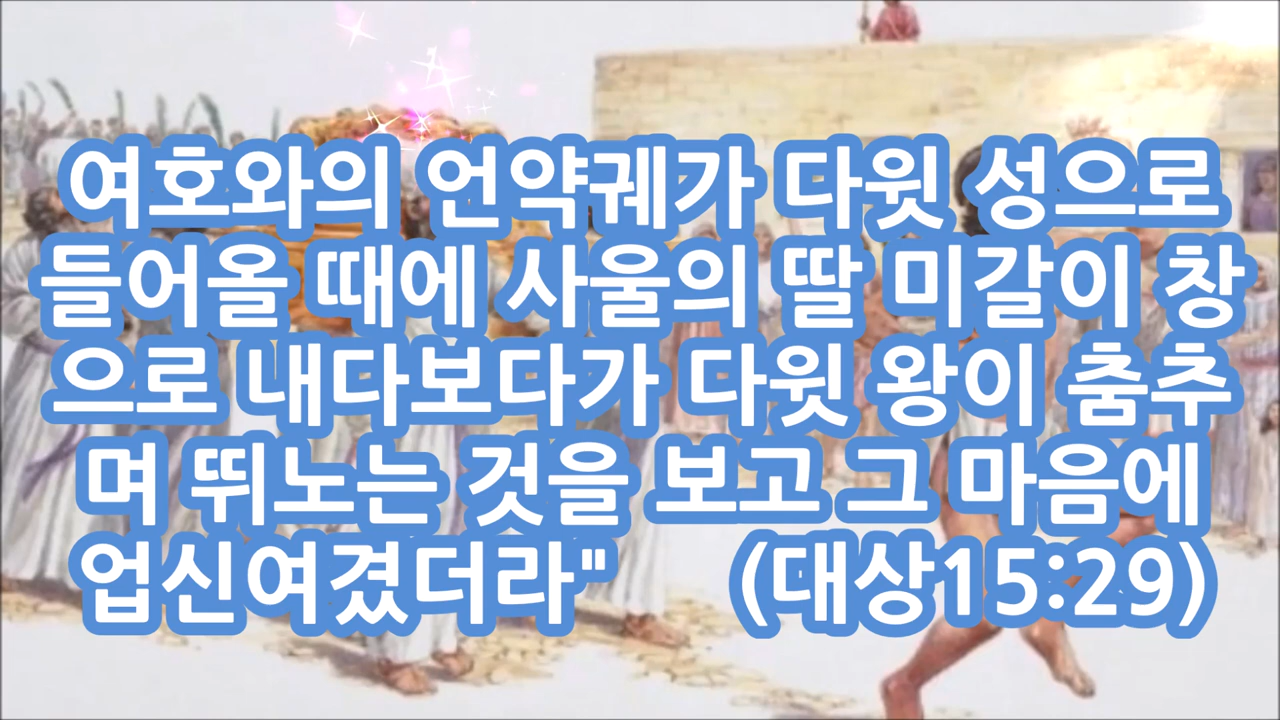 여호와의 언약궤가 다윗 성으로
들어올 때에 사울의 딸 미갈이 창
으로 내다보다가 다윗 왕이 춤추
며 뛰노는 것을 보고 그 마음에
업신여겼더라" (대상15:29)